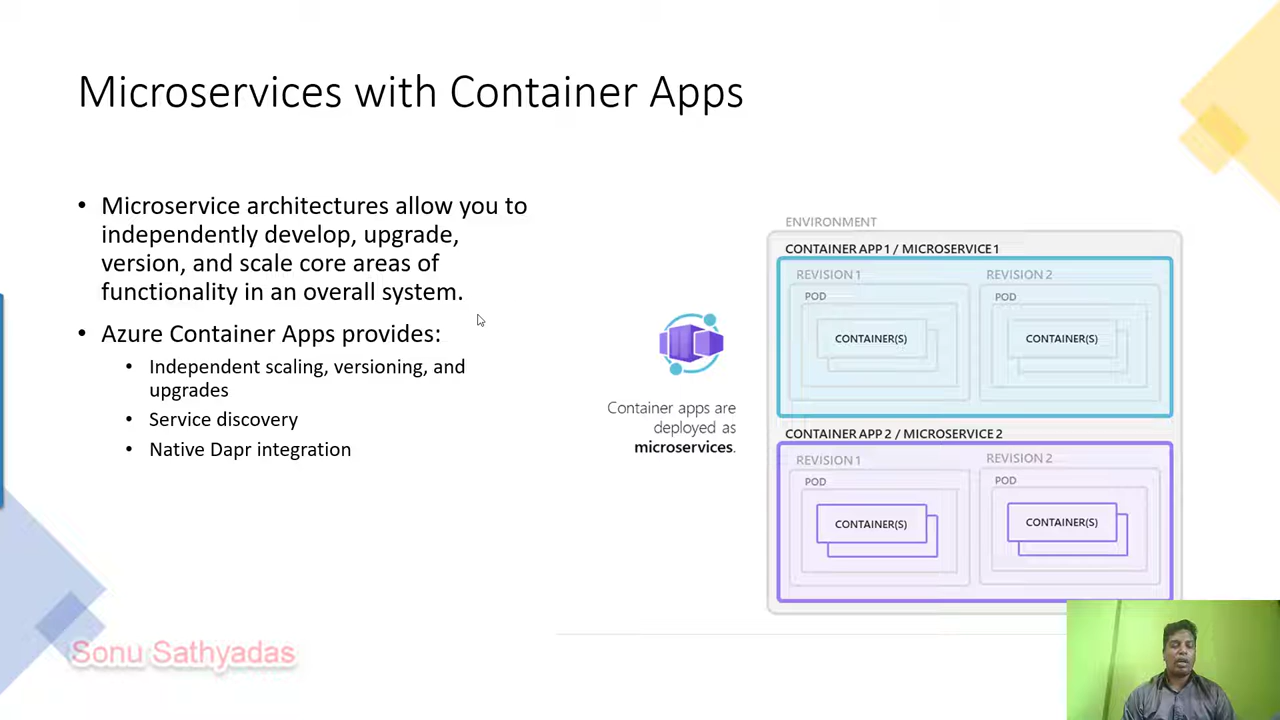 Microservices with Container Apps
• Microservice architectures allow you to
independently develop, upgrade,
version, and scale core areas of
functionality in an overall system.
• Azure Container Apps provides:
• Independent scaling, versioning, and
upgrades
• Service discovery
• Native Dapr integration
Container apps are
deployed as
microservices.
ENVIRONMENT
CONTAINER APP 1 / MICROSERVICE 1
REVISION 1
POD
CONTAINER(S)
REVISION 2
POD
CONTAINER(S)
CONTAINER APP 2 / MICROSERVICE 2
REVISION 1
POD
CONTAINER(S)
REVISION 2
POD
CONTAINER(S)
Sonu Sathyadas